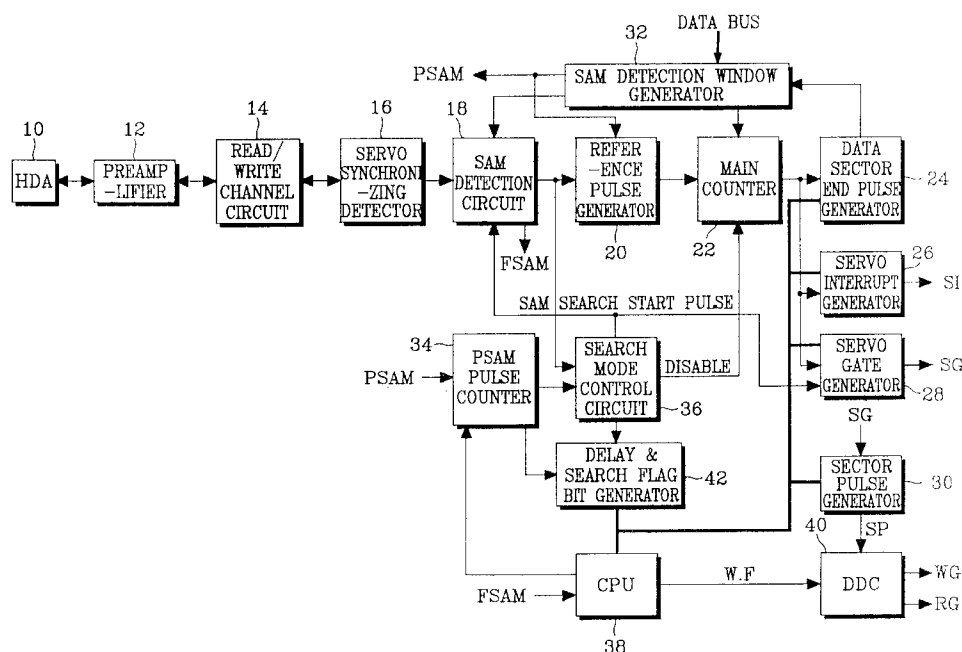 DATA BUS
32
PSAM
SAM DETECTION WINDOW
GENERATOR
10
12
14
16
18
HDA
PREAMP
-LIFIER
READ/
WRITE
CHANNEL
CIRCUIT
SERVO
SYNCHRONI
-ZING
DETECTOR
SAM
DETECTION
CIRCUIT
REFER
-ENCE
PULSE
GENERATOR
MAIN
COUNTER
DATA
SECTOR
END PULSE
GENERATOR
24
20
22
FSAM
SERVO
INTERRUPT
GENERATOR
26
SI
SAM SEARCH START PULSE
34
PSAM
PSAM
PULSE
COUNTER
SEARCH
MODE
CONTROL
CIRCUIT
DISABLE
36
SERVO
GATE
GENERATOR
SG
28
SG
DELAY &
SEARCH FLAG
BIT GENERATOR
42
SECTOR
PULSE
GENERATOR
30
SP
40
FSAM
CPU
W.F
DDC
WG
RG
38